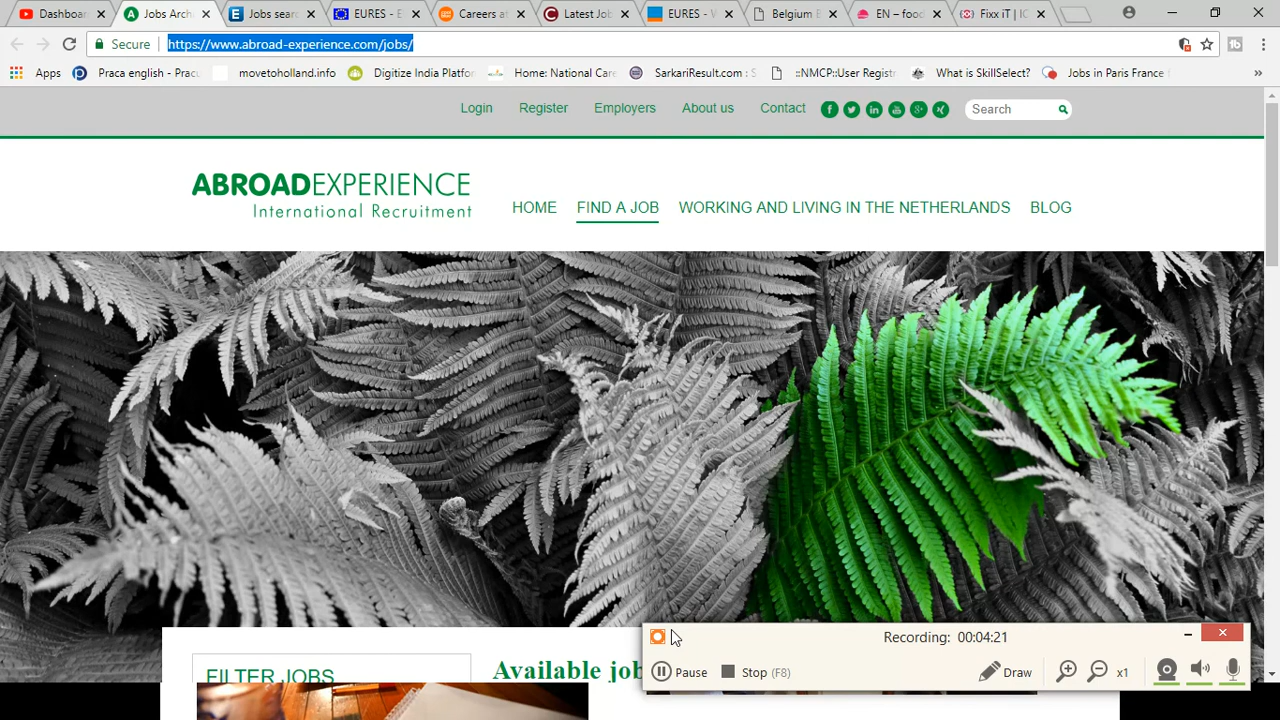 Dashboard
Jobs Arch
Jobs sear
EURES - E
Careers a
Latest Job
EURES - V
Belgium B
EN – food
Fixx iT | IC
Secure
https://www.abroad-experience.com/jobs/
Apps
Praca english - Prac
movetoholland.info
Digitize India Platfor
Home: National Care
SarkariResult.com : S
::NMCP::User Registr
What is SkillSelect?
Jobs in Paris France
»
Login
Register
Employers
About us
Contact
Search
ABROADEXPERIENCE
International Recruitment
HOME
FIND A JOB
WORKING AND LIVING IN THE NETHERLANDS
BLOG
FILTER JOBS
Available job
Recording: 00:04:21
Pause
Stop (F8)
Draw
x1